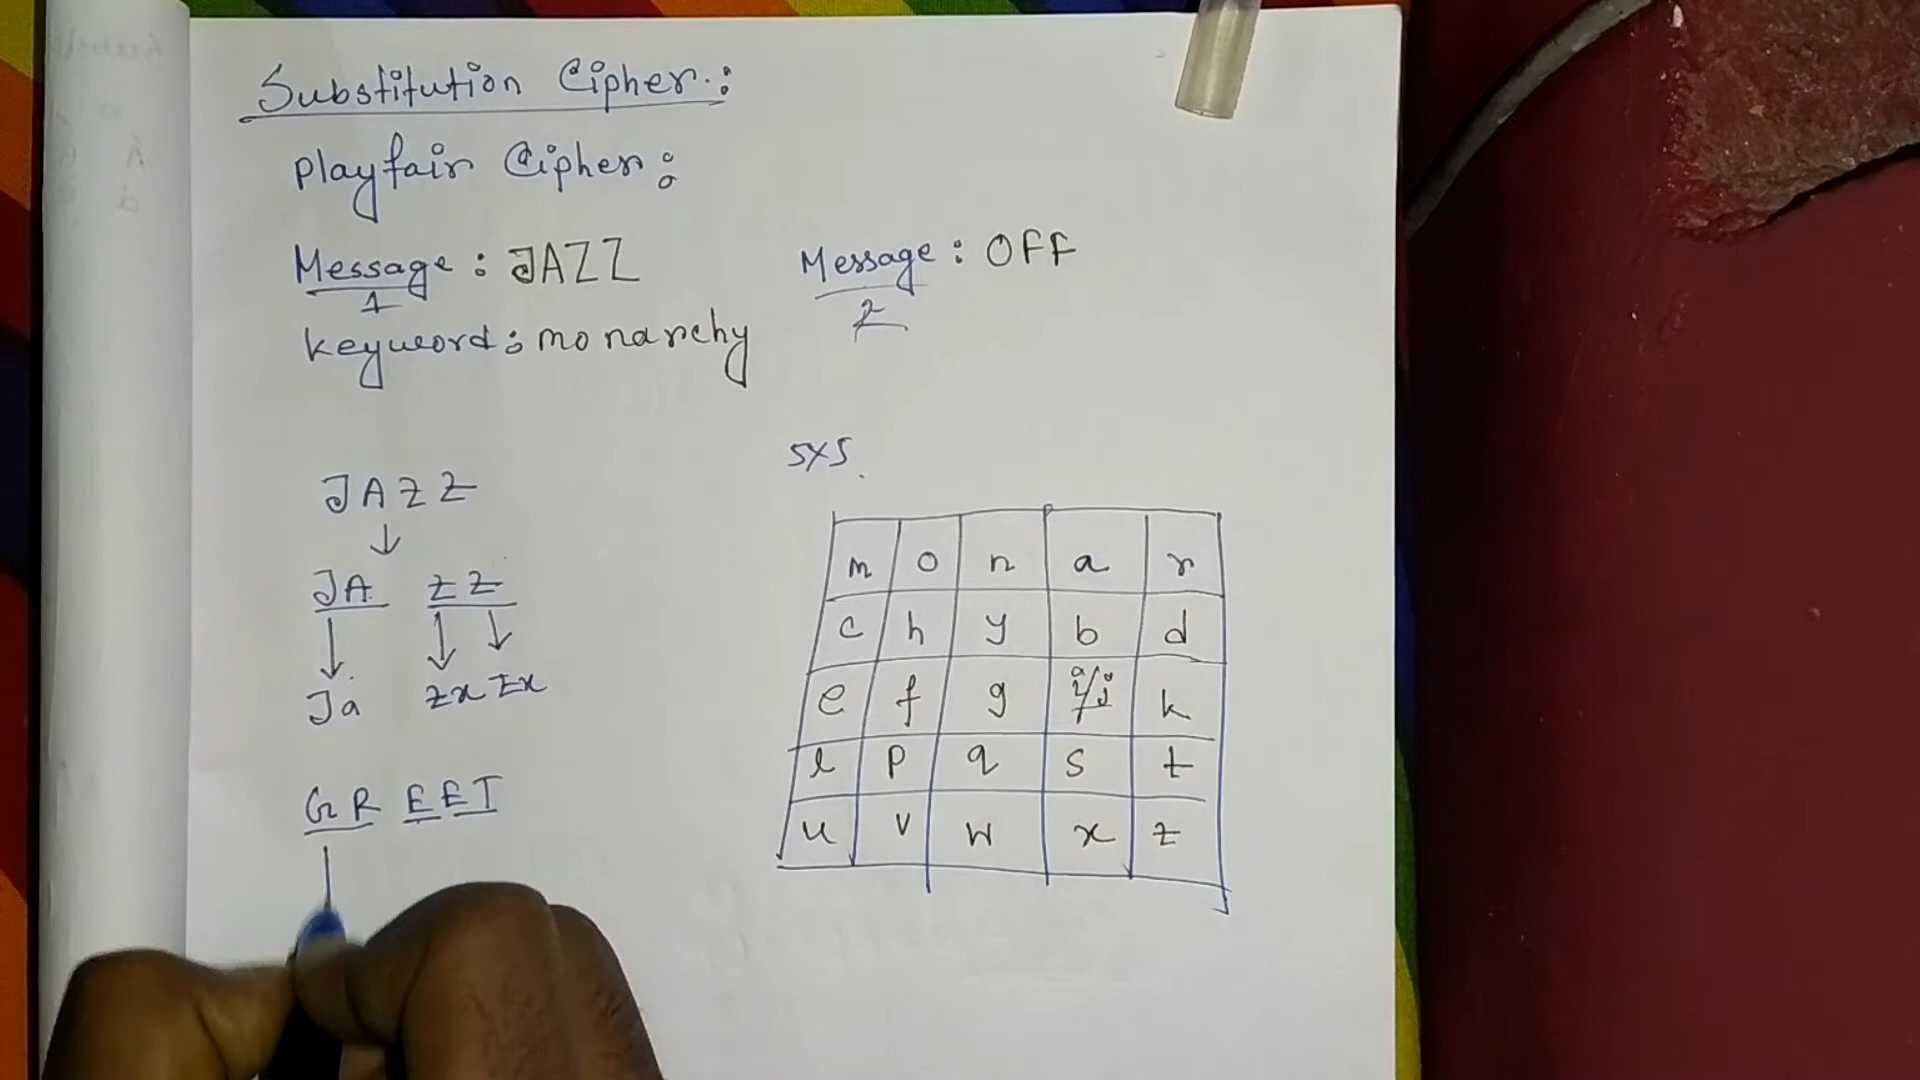 Substitution Cipher:
Playfair Cipher:
Message: JAZZ
1
Message: OFF
2
Keyword: monarchy
JAZZ
JA ZZ
Ja zx zx
GR EET
5x5
m o n a r
c h y b d
e f g i/j k
l p q s t
u v w x z